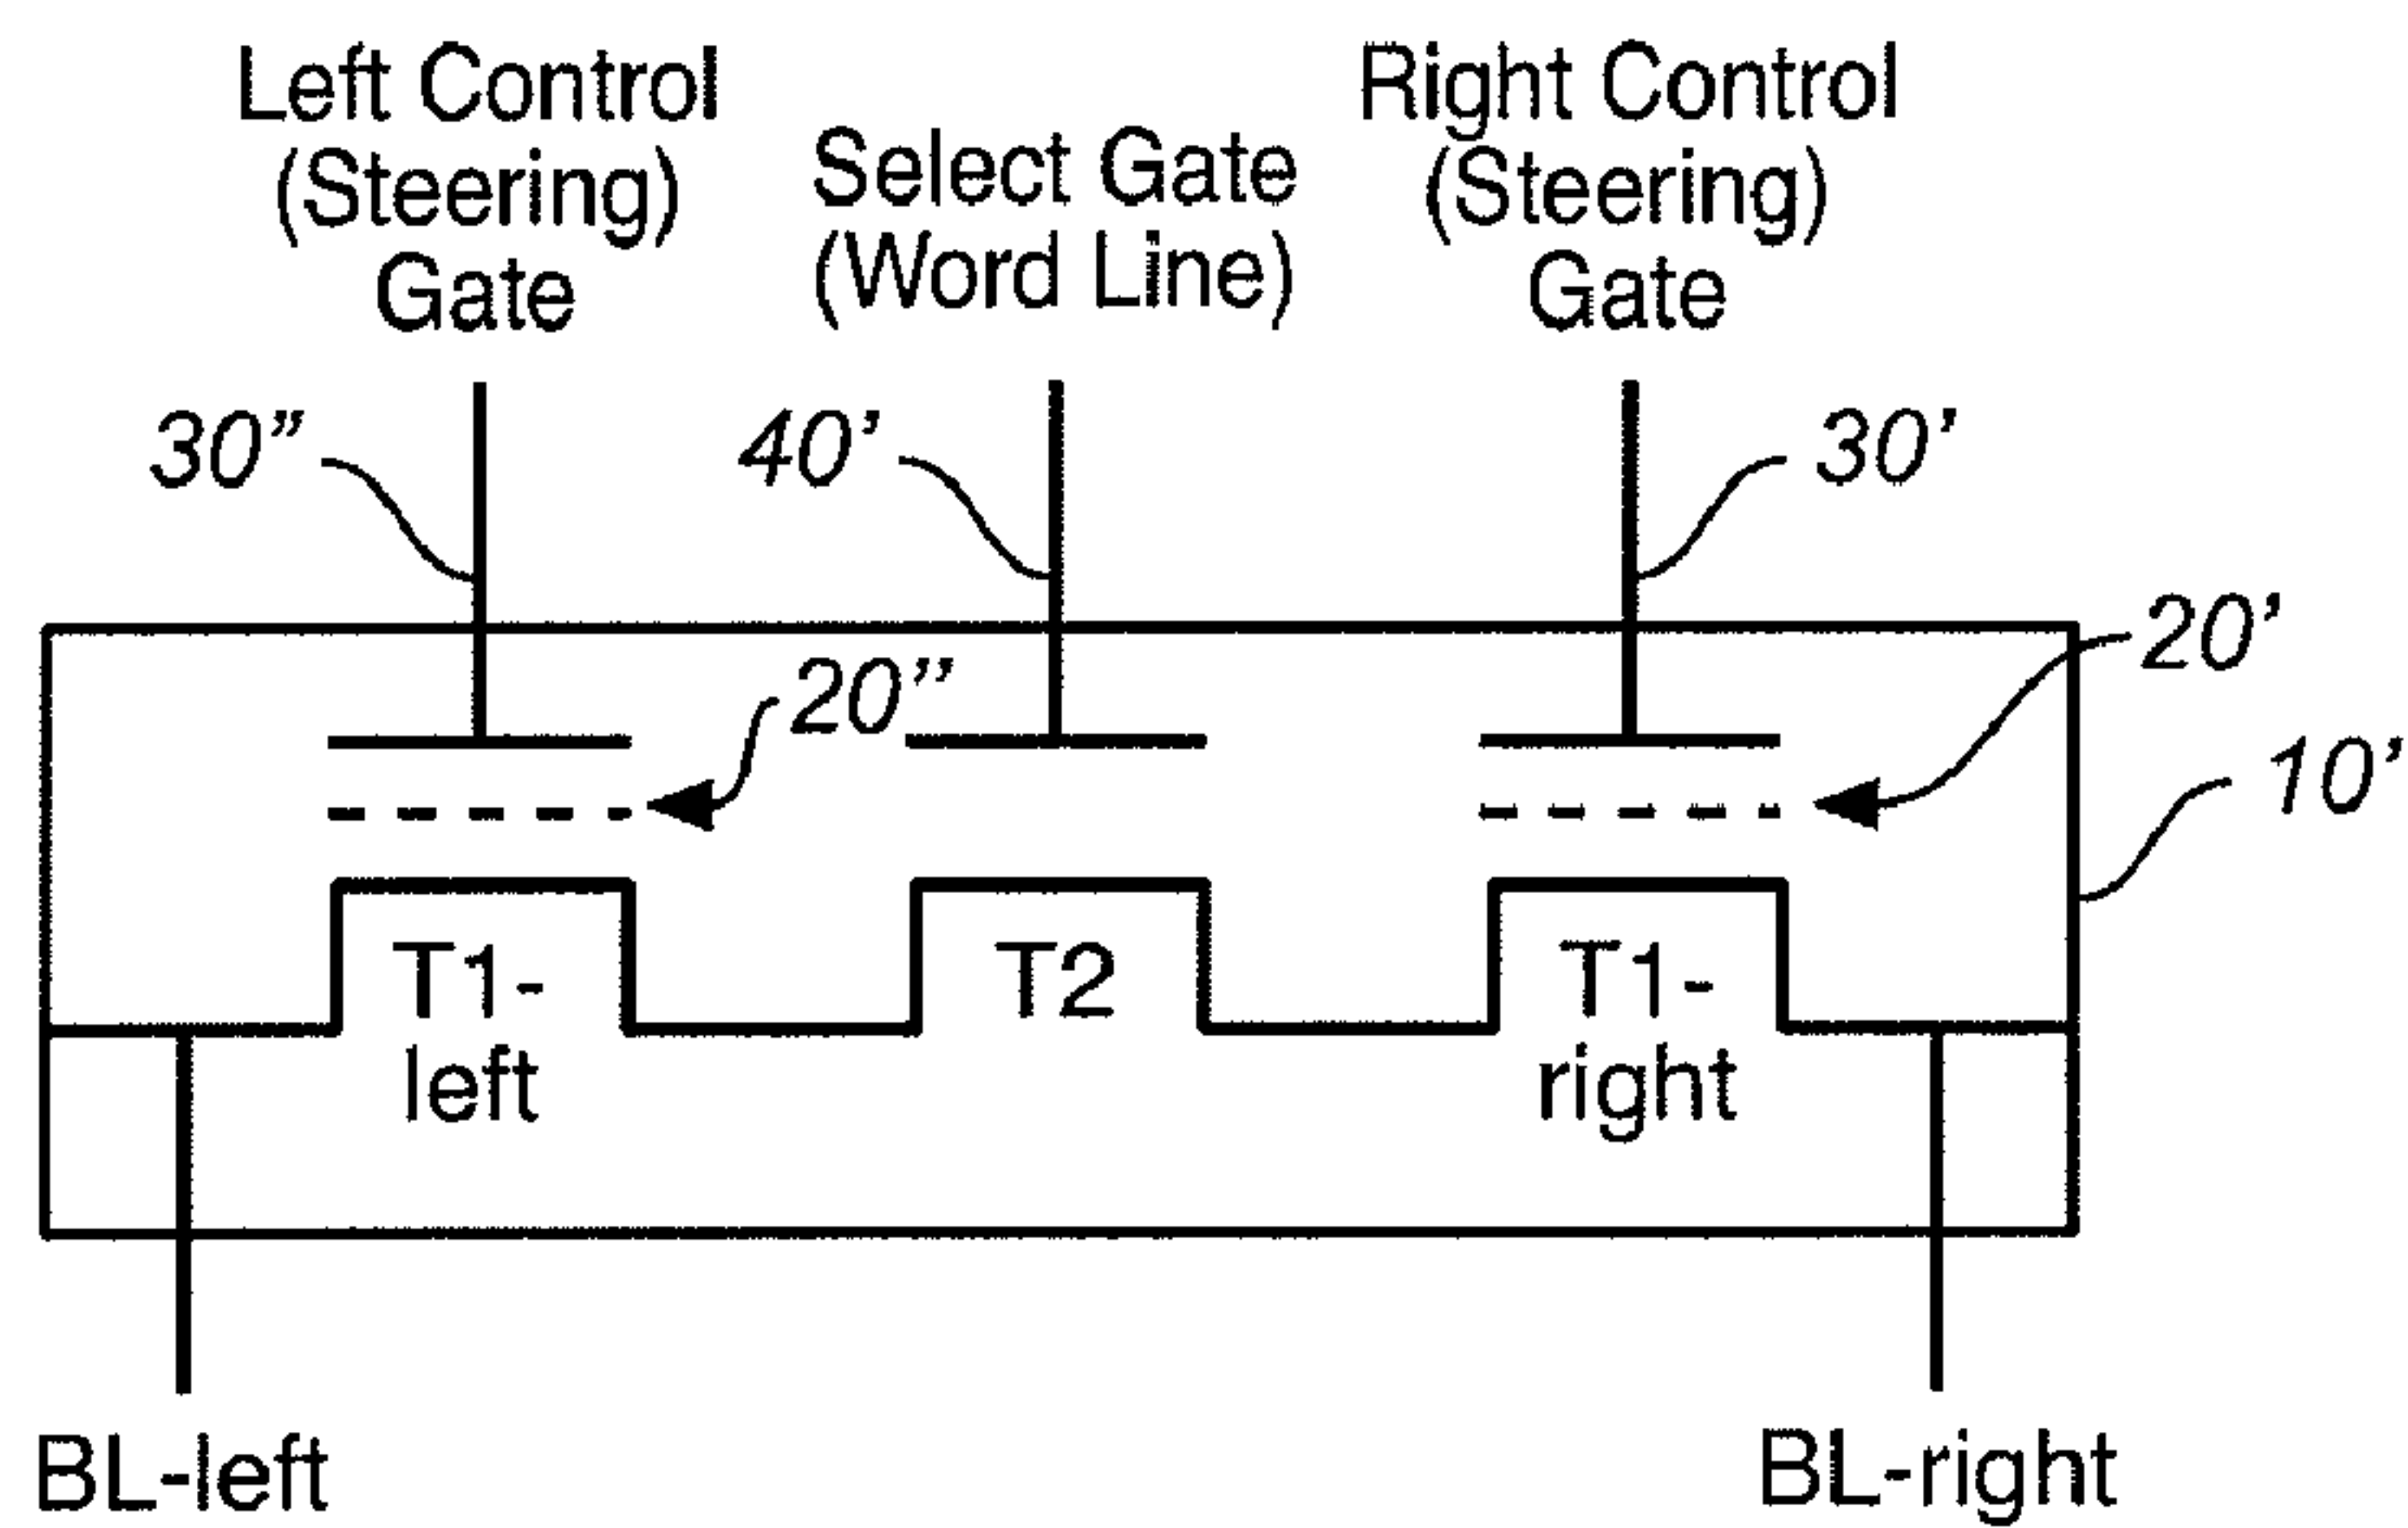 Left Control
(Steering)
Gate
Select Gate
(Word Line)
Right Control
(Steering)
Gate
30”
40’
30’
20”
20’
10’
T1-
left
T2
T1-
right
BL-left
BL-right